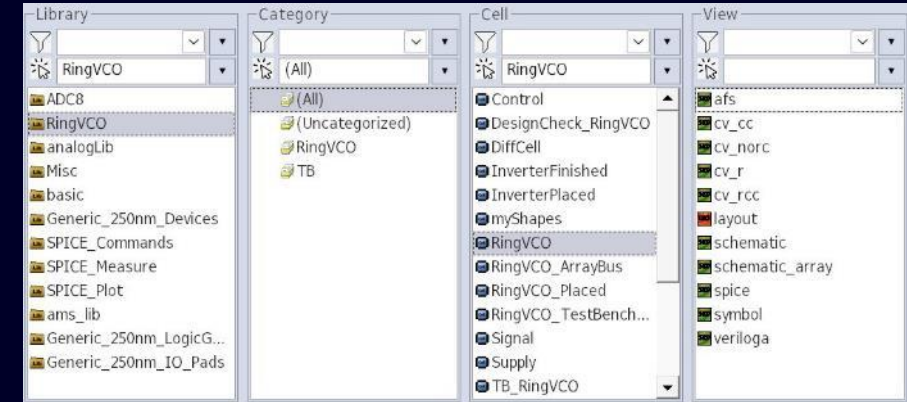 Library
RingVCO
ADC8
RingVCO
analogLib
Misc
basic
Generic_250nm_Devices
SPICE_Commands
SPICE_Measure
SPICE_Plot
ams_lib
Generic_250nm_LogicG...
Generic_250nm_IO_Pads
Category
(All)
(All)
(Uncategorized)
RingVCO
TB
Cell
RingVCO
Control
DesignCheck_RingVCO
DiffCell
InverterFinished
InverterPlaced
myShapes
RingVCO
RingVCO_ArrayBus
RingVCO_Placed
RingVCO_TestBench...
Signal
Supply
TB_RingVCO
View
afs
cv_cc
cv_norc
cv_r
cv_rcc
layout
schematic
schematic_array
spice
symbol
veriloga